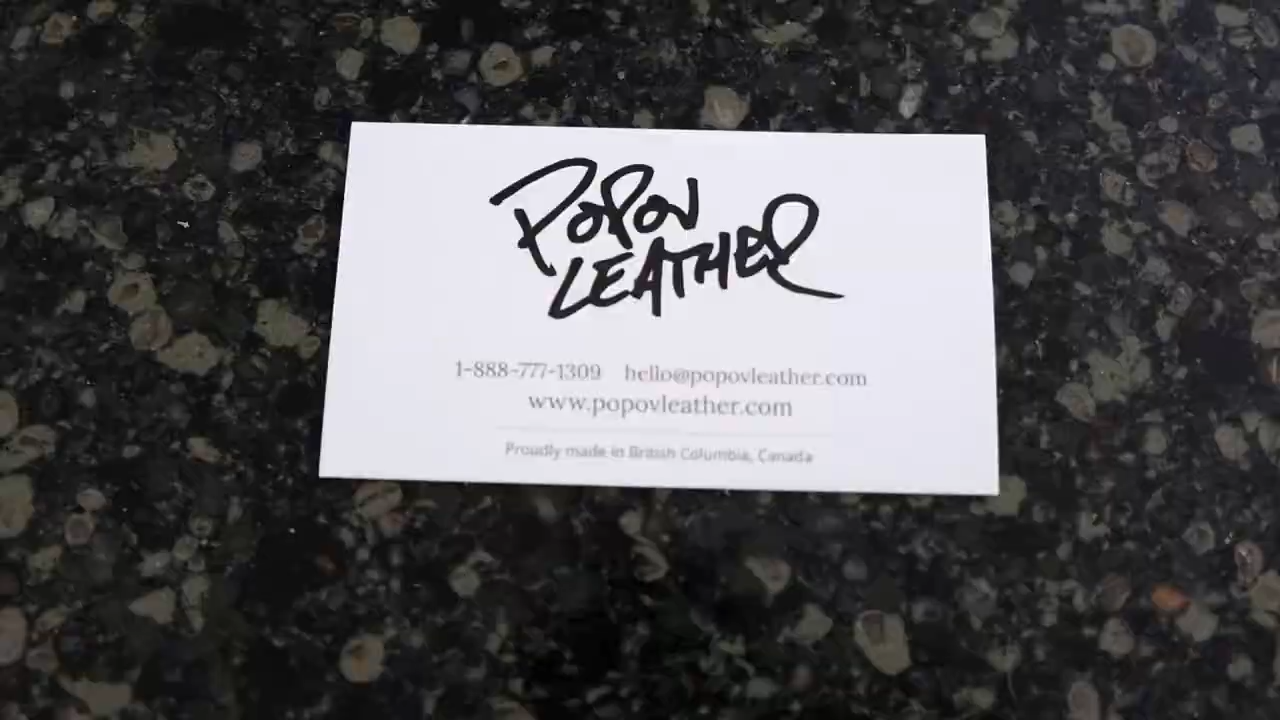 POPOV
LEATHER
1-888-777-1309 hello@popovleather.com
www.popovleather.com
Proudly made in British Columbia, Canada